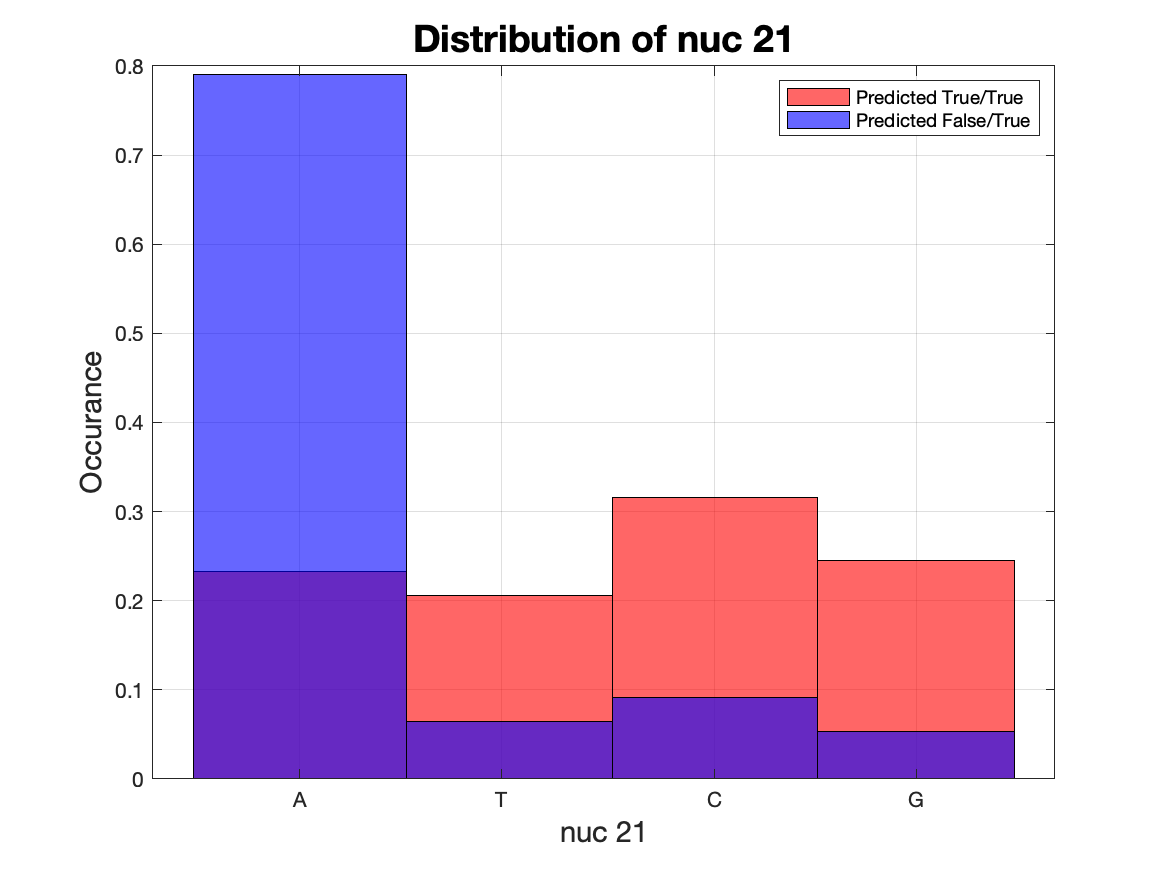 Distribution of nuc 21
Predicted True/True
Predicted False/True
0.8
0.7
0.6
0.5
0.4
0.3
0.2
0.1
0
Occurance
A T C G
nuc 21